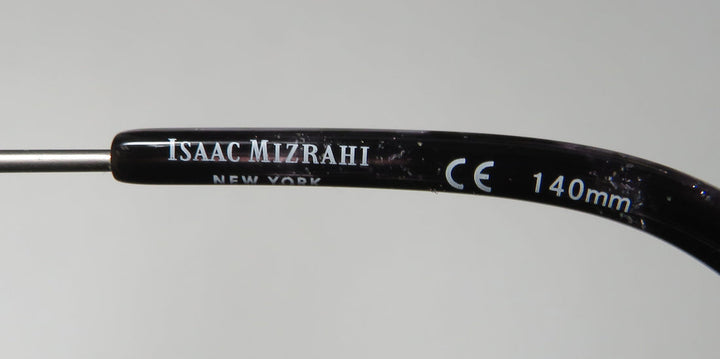 ISAAC MIZRAHI
NEW YORK
CE 140mm